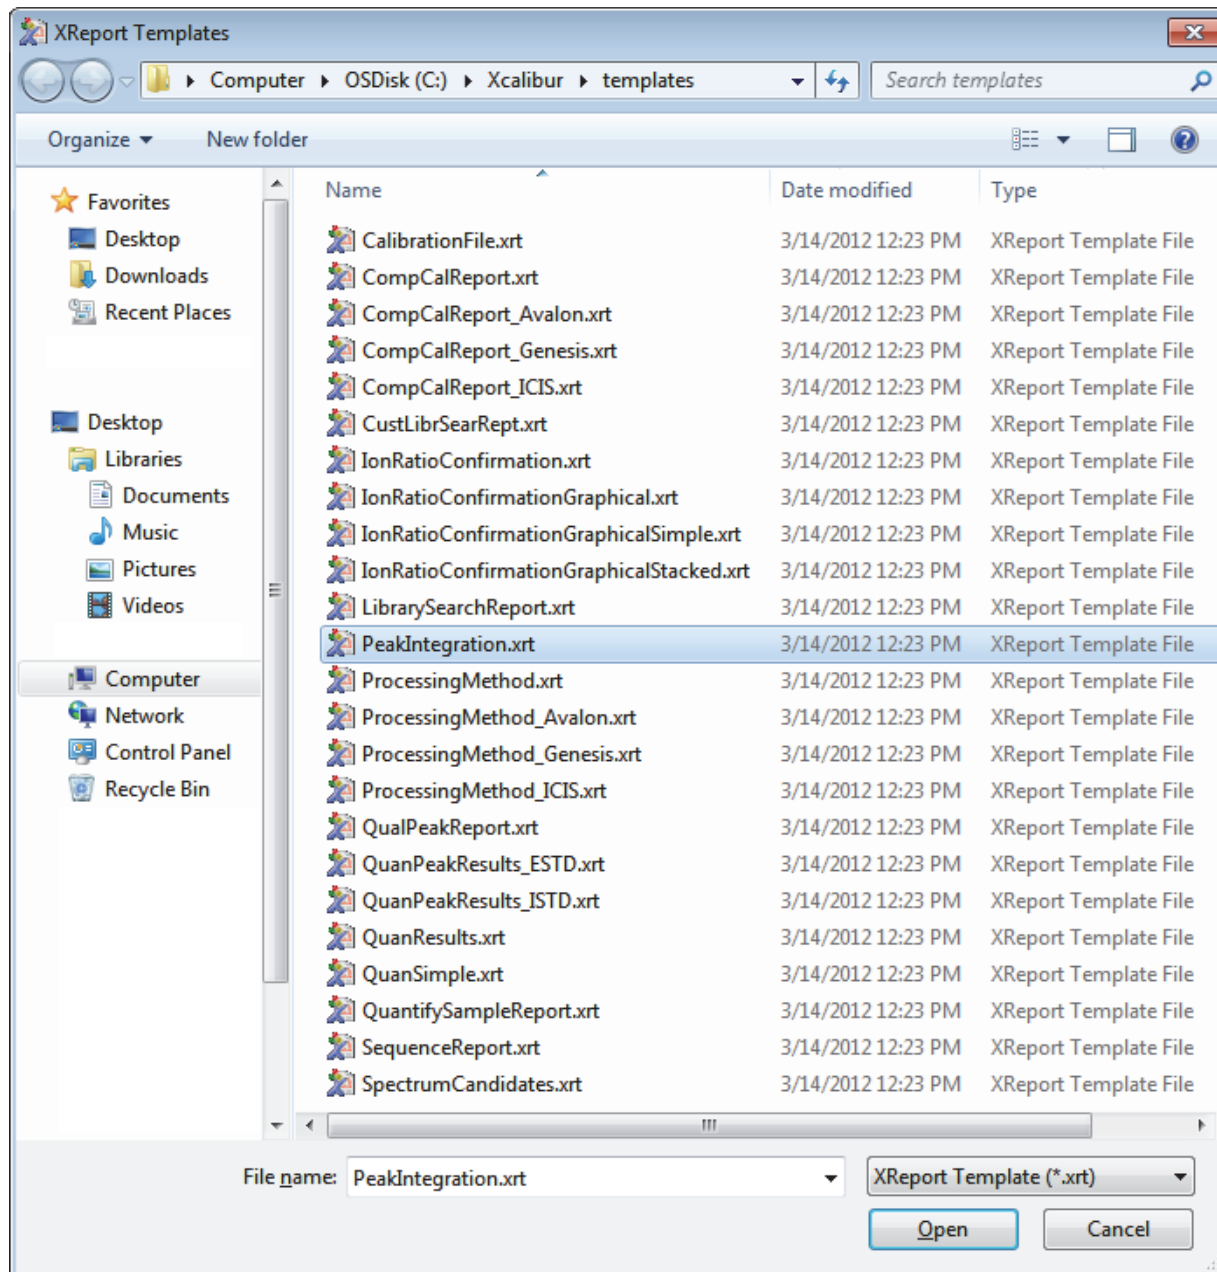 XReport Templates
Computer OSDisk (C:) Xcalibur templates Search templates
Organize New folder
Name Date modified Type
Favorites
Desktop
Downloads
Recent Places
Desktop
Libraries
Documents
Music
Pictures
Videos
Computer
Network
Control Panel
Recycle Bin
CalibrationFile.xrt 3/14/2012 12:23 PM XReport Template File
CompCalReport.xrt 3/14/2012 12:23 PM XReport Template File
CompCalReport_Avalon.xrt 3/14/2012 12:23 PM XReport Template File
CompCalReport_Genesis.xrt 3/14/2012 12:23 PM XReport Template File
CompCalReport_ICIS.xrt 3/14/2012 12:23 PM XReport Template File
CustLibrSearRept.xrt 3/14/2012 12:23 PM XReport Template File
IonRatioConfirmation.xrt 3/14/2012 12:23 PM XReport Template File
IonRatioConfirmationGraphical.xrt 3/14/2012 12:23 PM XReport Template File
IonRatioConfirmationGraphicalSimple.xrt 3/14/2012 12:23 PM XReport Template File
IonRatioConfirmationGraphicalStacked.xrt 3/14/2012 12:23 PM XReport Template File
LibrarySearchReport.xrt 3/14/2012 12:23 PM XReport Template File
PeakIntegration.xrt 3/14/2012 12:23 PM XReport Template File
ProcessingMethod.xrt 3/14/2012 12:23 PM XReport Template File
ProcessingMethod_Avalon.xrt 3/14/2012 12:23 PM XReport Template File
ProcessingMethod_Genesis.xrt 3/14/2012 12:23 PM XReport Template File
ProcessingMethod_ICIS.xrt 3/14/2012 12:23 PM XReport Template File
QualPeakReport.xrt 3/14/2012 12:23 PM XReport Template File
QuanPeakResults_ESTD.xrt 3/14/2012 12:23 PM XReport Template File
QuanPeakResults_ISTD.xrt 3/14/2012 12:23 PM XReport Template File
QuanResults.xrt 3/14/2012 12:23 PM XReport Template File
QuanSimple.xrt 3/14/2012 12:23 PM XReport Template File
QuantifySampleReport.xrt 3/14/2012 12:23 PM XReport Template File
SequenceReport.xrt 3/14/2012 12:23 PM XReport Template File
SpectrumCandidates.xrt 3/14/2012 12:23 PM XReport Template File
File name: PeakIntegration.xrt XReport Template (*.xrt)
Open Cancel